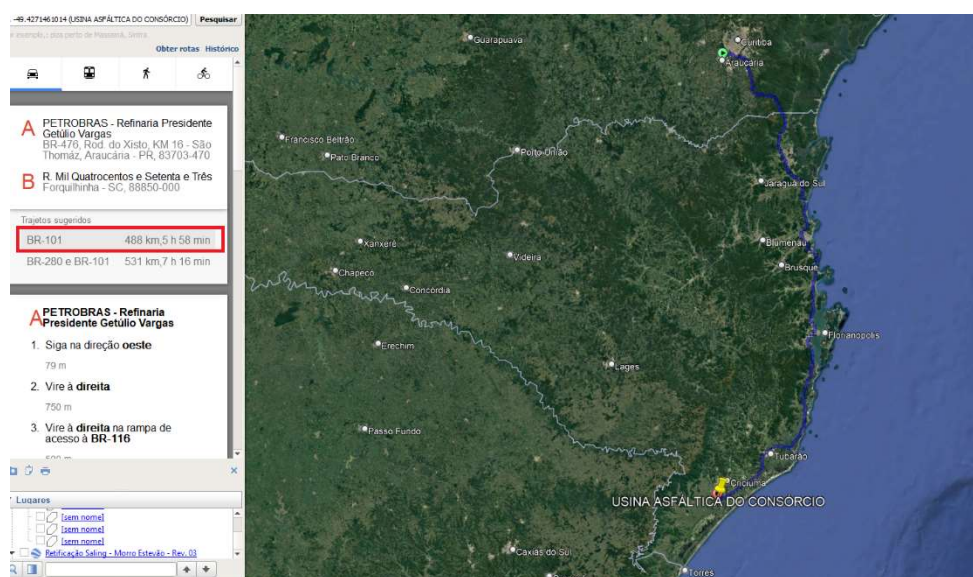 -49.4271461014 (USINA ASFÁLTICA DO CONSÓRCIO) Pesquisar
Obter rotas Histórico
A PETROBRAS - Refinaria Presidente
Getúlio Vargas
BR-476, Rod. do Xisto, KM 16 - São
Thomáz, Araucária - PR, 83703-470
B R. Mil Quatrocentos e Setenta e Três
Forquilhinha - SC, 88850-000
Trajetos sugeridos
BR-101 488 km,5 h 58 min
BR-280 e BR-101 531 km,7 h 16 min
A PETROBRAS - Refinaria
Presidente Getúlio Vargas
1. Siga na direção oeste
79 m
2. Vire à direita
750 m
3. Vire à direita na rampa de
acesso à BR-116
Lugares
[sem nome]
[sem nome]
[sem nome]
Retificação Saling - Morro Estevão - Rev. 03
Guarapuava
Curitiba
Araucária
Francisco Beltrão
Pato Branco
Porto União
Jaraguá do Sul
Xanxerê
Videira
Blumenau
Chapecó
Brusque
Concórdia
Erechim
Florianópolis
Lages
Passo Fundo
Tubarão
Criciúma
USINA ASFÁLTICA DO CONSÓRCIO
Caxias do Sul
Torres